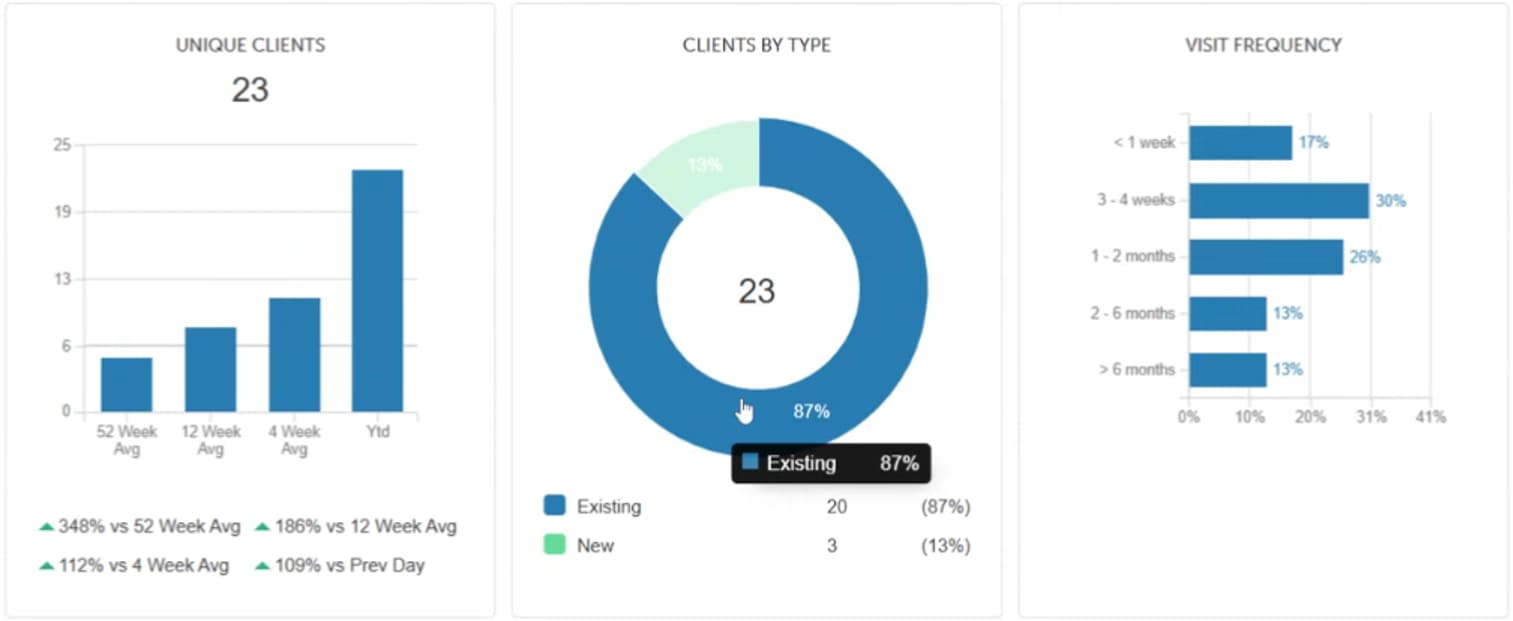 UNIQUE CLIENTS
23
25
19
13
6
0
52 Week
Avg
12 Week
Avg
4 Week
Avg
Ytd
348% vs 52 Week Avg
186% vs 12 Week Avg
112% vs 4 Week Avg
109% vs Prev Day
CLIENTS BY TYPE
13%
23
87%
Existing 87%
Existing 20 (87%)
New 3 (13%)
VISIT FREQUENCY
< 1 week 17%
3 - 4 weeks 30%
1 - 2 months 26%
2 - 6 months 13%
> 6 months 13%
0% 10% 20% 31% 41%